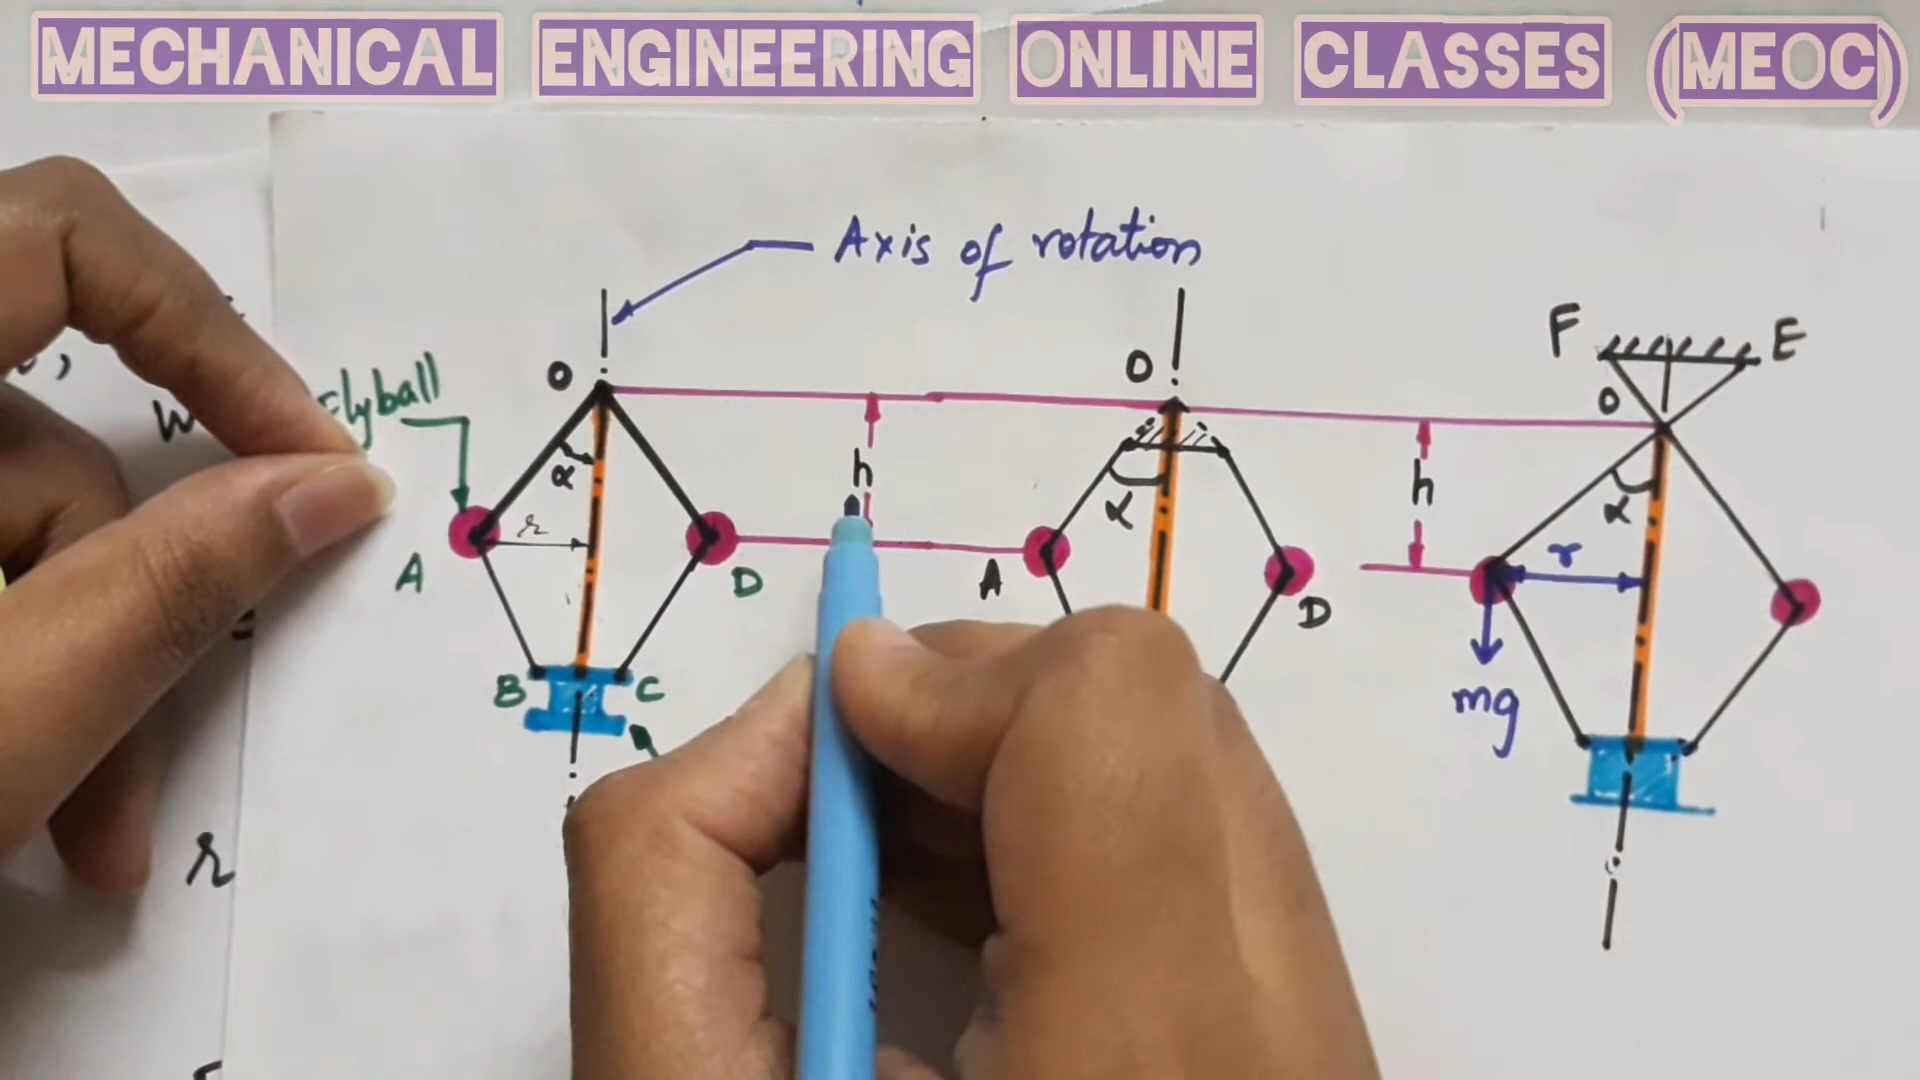 MECHANICAL ENGINEERING ONLINE CLASSES (MEOC)
Axis of rotation
F E
O O O
Flyball
α h α h α
r r
A D A D
B C mg
r